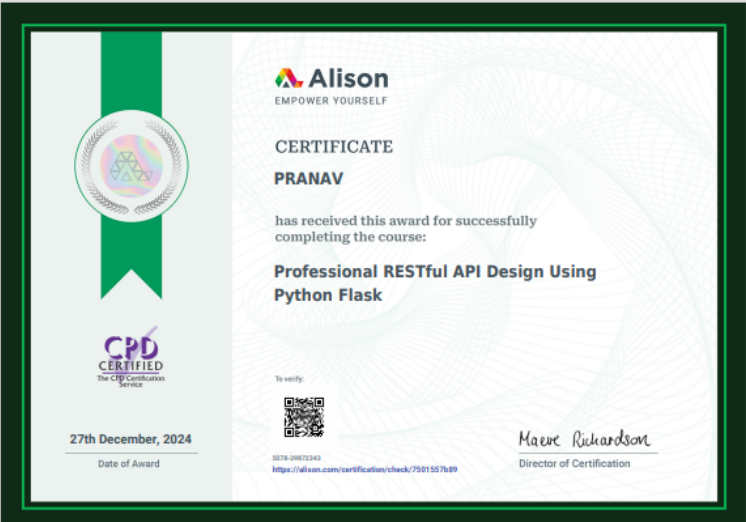 Alison
EMPOWER YOURSELF
CERTIFICATE
PRANAV
has received this award for successfully
completing the course:
Professional RESTful API Design Using
Python Flask
CPD
CERTIFIED
The CPD Certification
Service
27th December, 2024
Date of Award
To verify:
5078-39872343
https://alison.com/certification/check/7501557b89
Maeve Richardson
Director of Certification